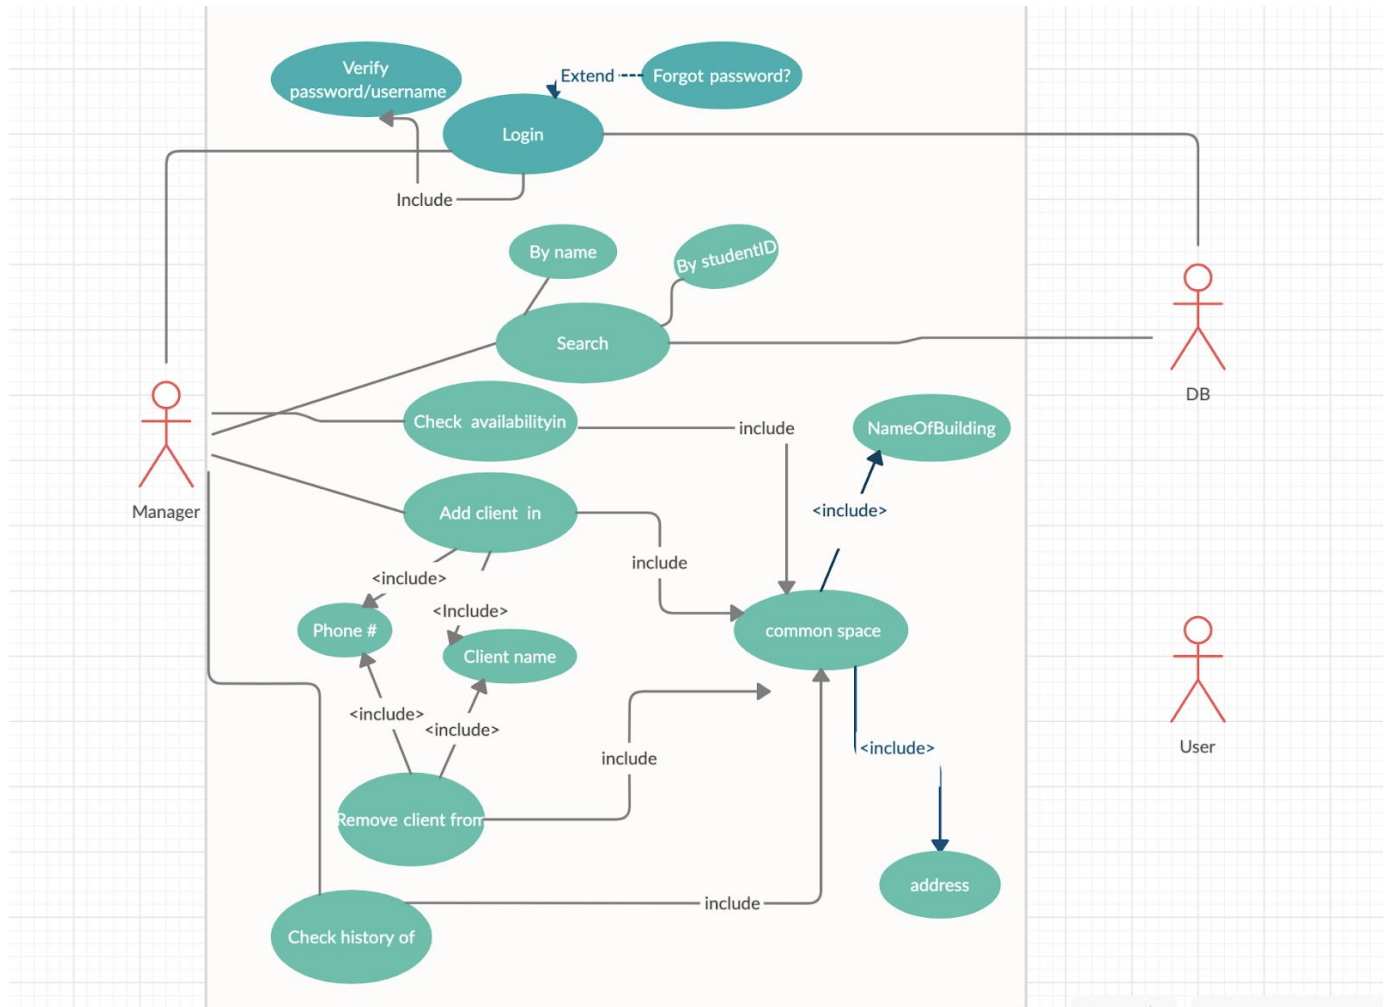 Verify
password/username
Extend
Forgot password?
Login
Include
By name
By studentID
Search
DB
Check  availabilityin
include
NameOfBuilding
Manager
Add client  in
<include>
include
<include>
<Include>
Phone #
common space
Client name
<include>
<include>
include
<include>
User
Remove client from
address
include
Check history of